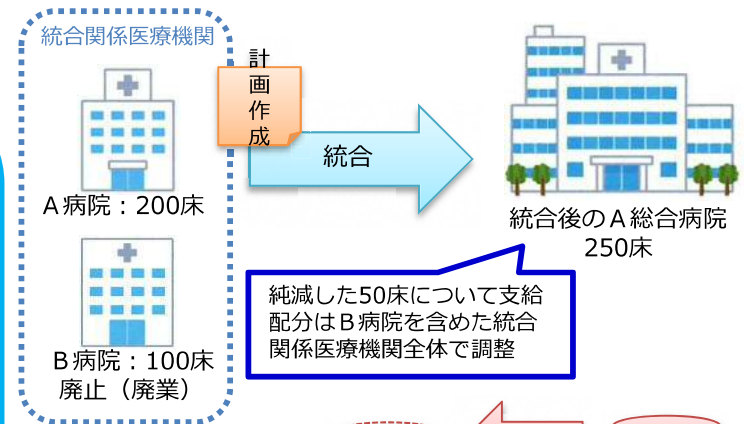 統合関係医療機関
計
画
作
成
統合
Ａ病院：200床
Ｂ病院：100床
廃止（廃業）
統合後のＡ総合病院
250床
純減した50床について支給
配分はＢ病院を含めた統合
関係医療機関全体で調整